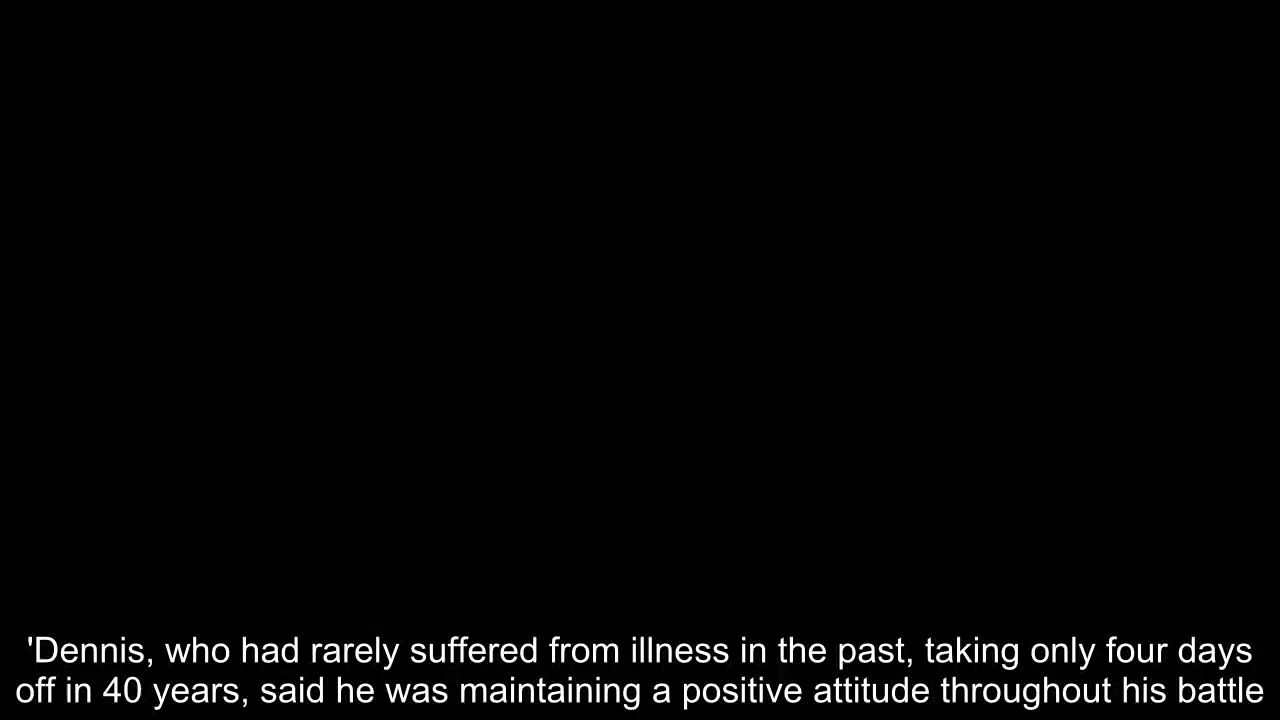 'Dennis, who had rarely suffered from illness in the past, taking only four days
off in 40 years, said he was maintaining a positive attitude throughout his battle